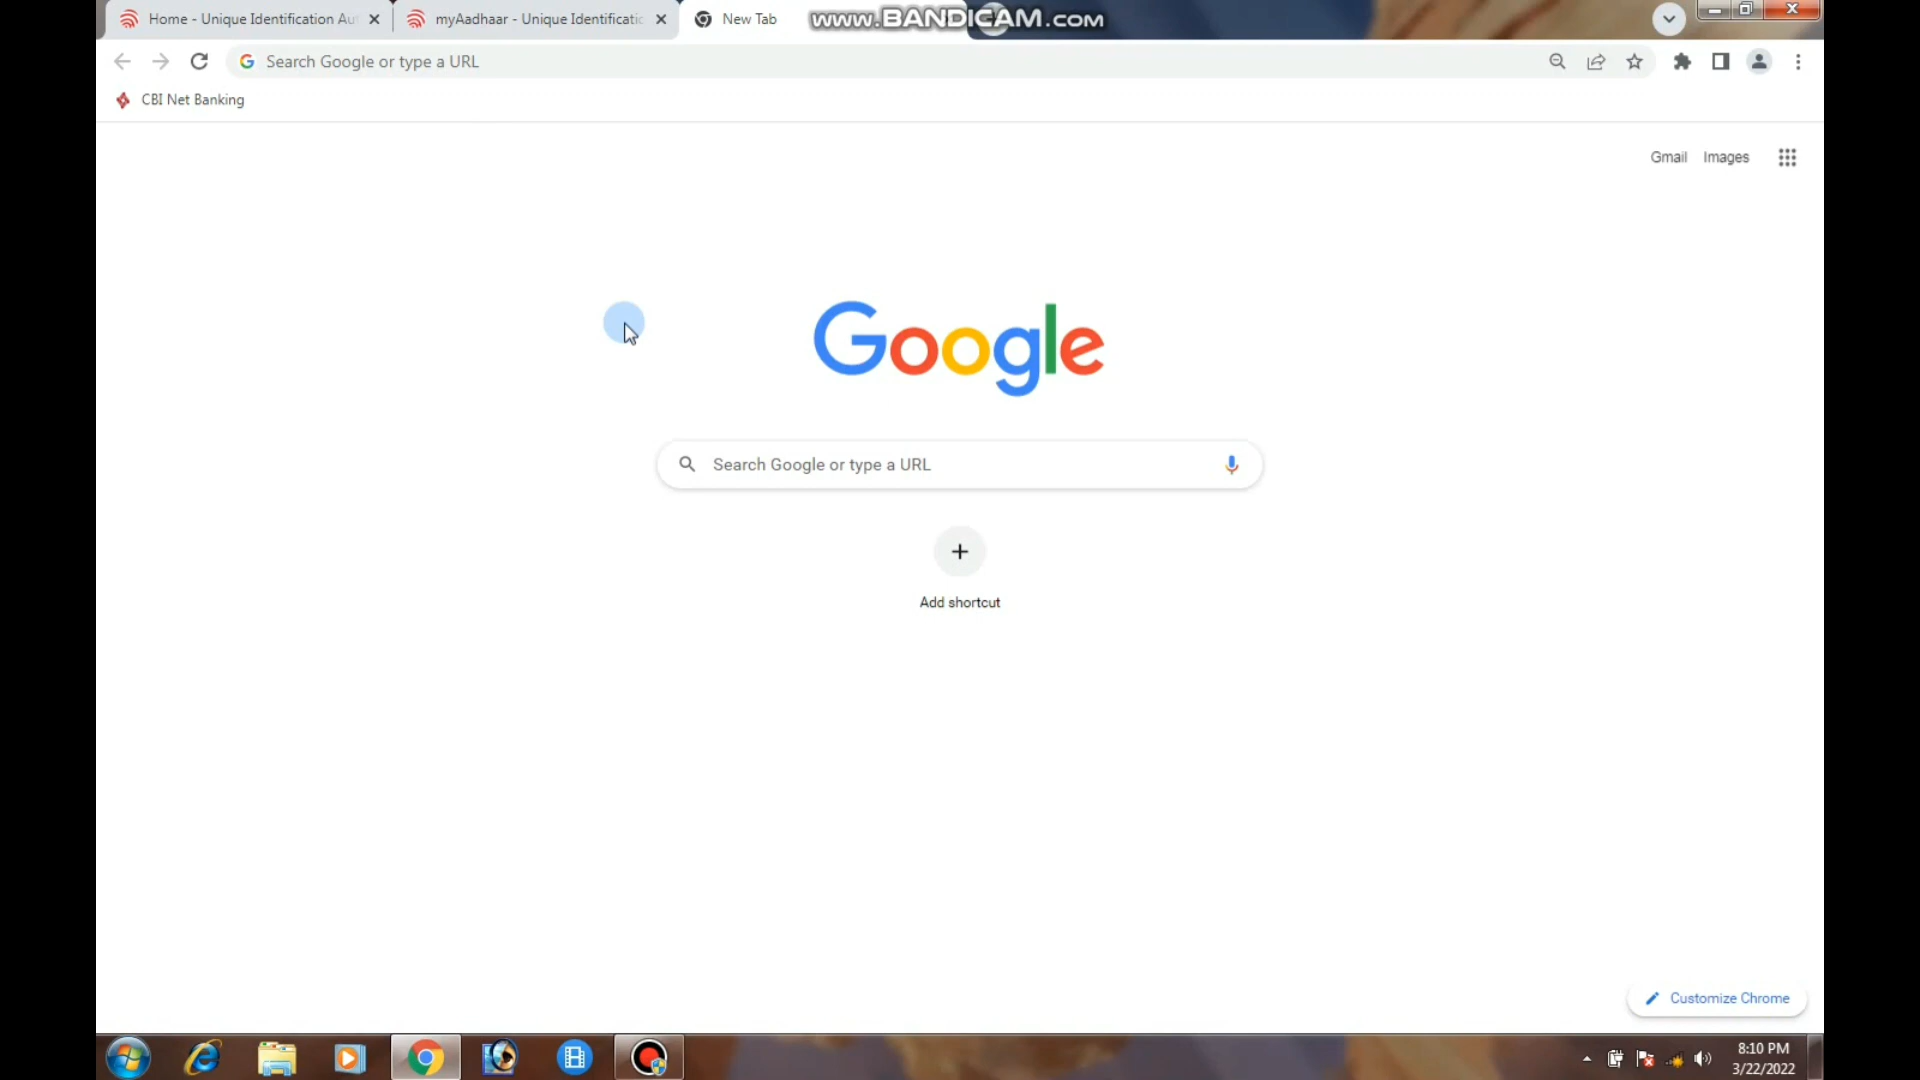 Home - Unique Identification Au
myAadhaar - Unique Identificatio
New Tab
www.BANDICAM.com
Search Google or type a URL
CBI Net Banking
Gmail
Images
Google
Search Google or type a URL
Add shortcut
Customize Chrome
8:10 PM
3/22/2022